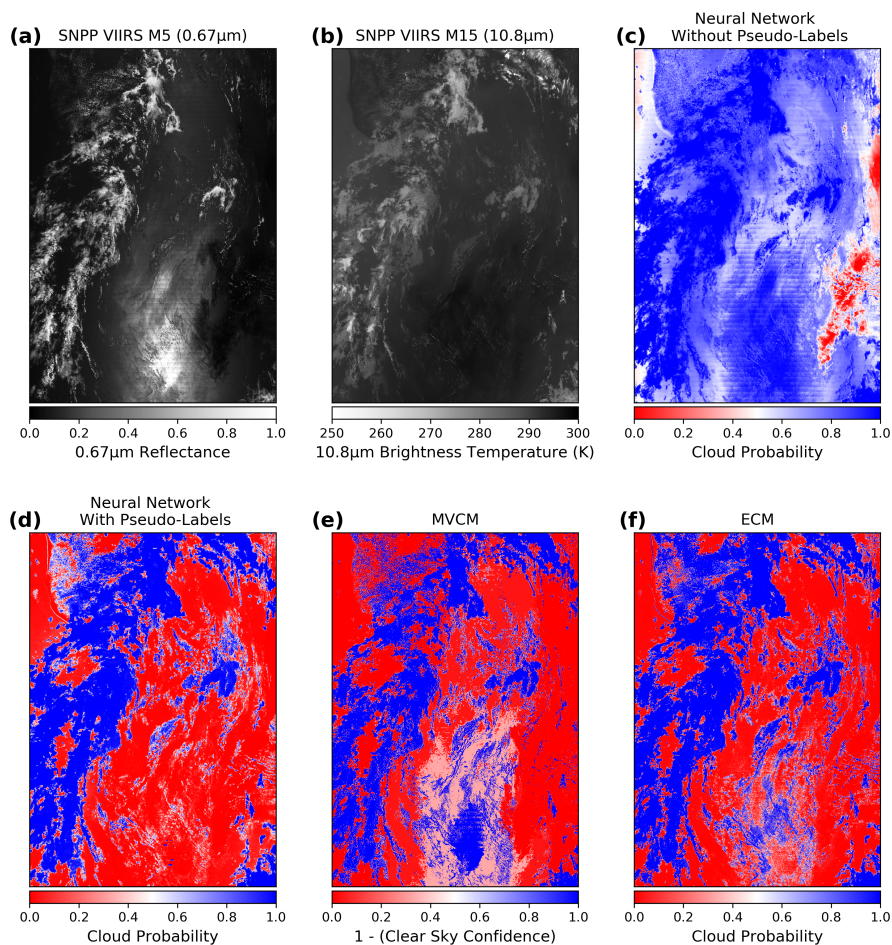 (a) SNPP VIIRS M5 (0.67μm)
(b) SNPP VIIRS M15 (10.8μm)
(c) Neural Network
Without Pseudo-Labels
0.0 0.2 0.4 0.6 0.8 1.0
0.67μm Reflectance
250 260 270 280 290 300
10.8μm Brightness Temperature (K)
0.0 0.2 0.4 0.6 0.8 1.0
Cloud Probability
(d) Neural Network
With Pseudo-Labels
(e) MVCM
(f) ECM
0.0 0.2 0.4 0.6 0.8 1.0
Cloud Probability
0.0 0.2 0.4 0.6 0.8 1.0
1 - (Clear Sky Confidence)
0.0 0.2 0.4 0.6 0.8 1.0
Cloud Probability